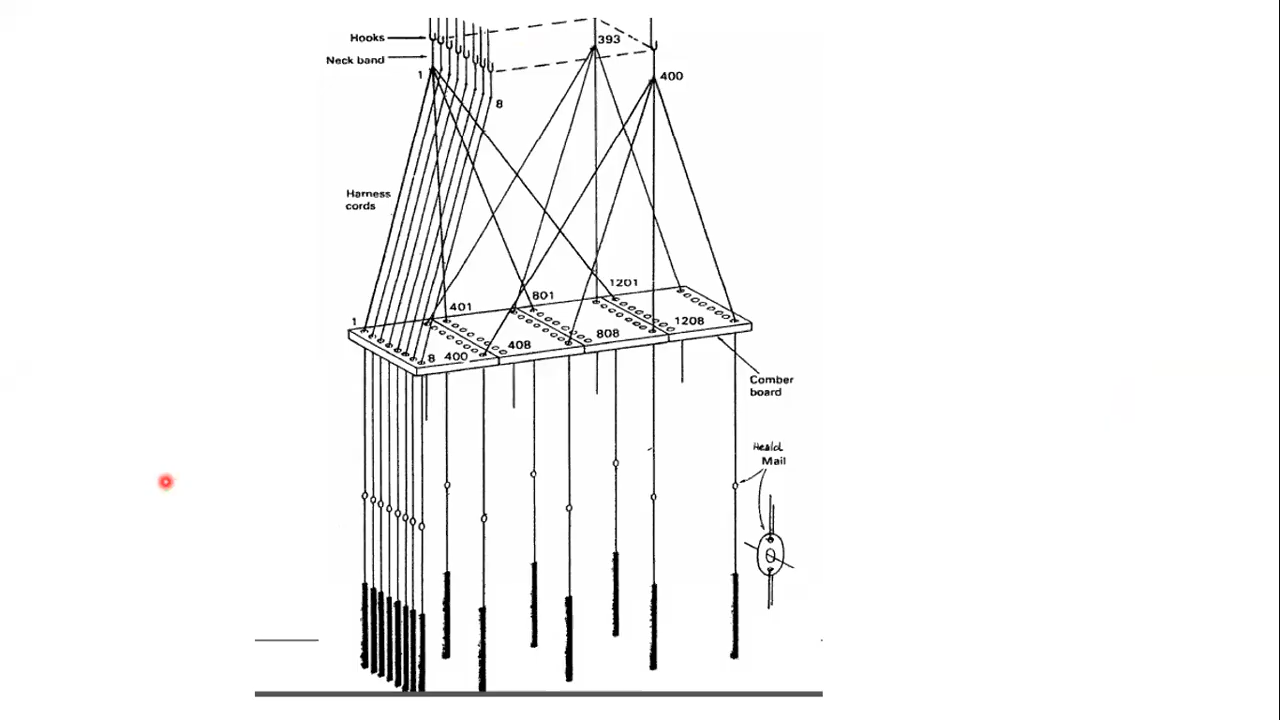 Hooks
393
Neck band
1
400
8
Harness
cords
1201
801
401
1
1208
808
408
8 400
Comber
board
Heald
Mail